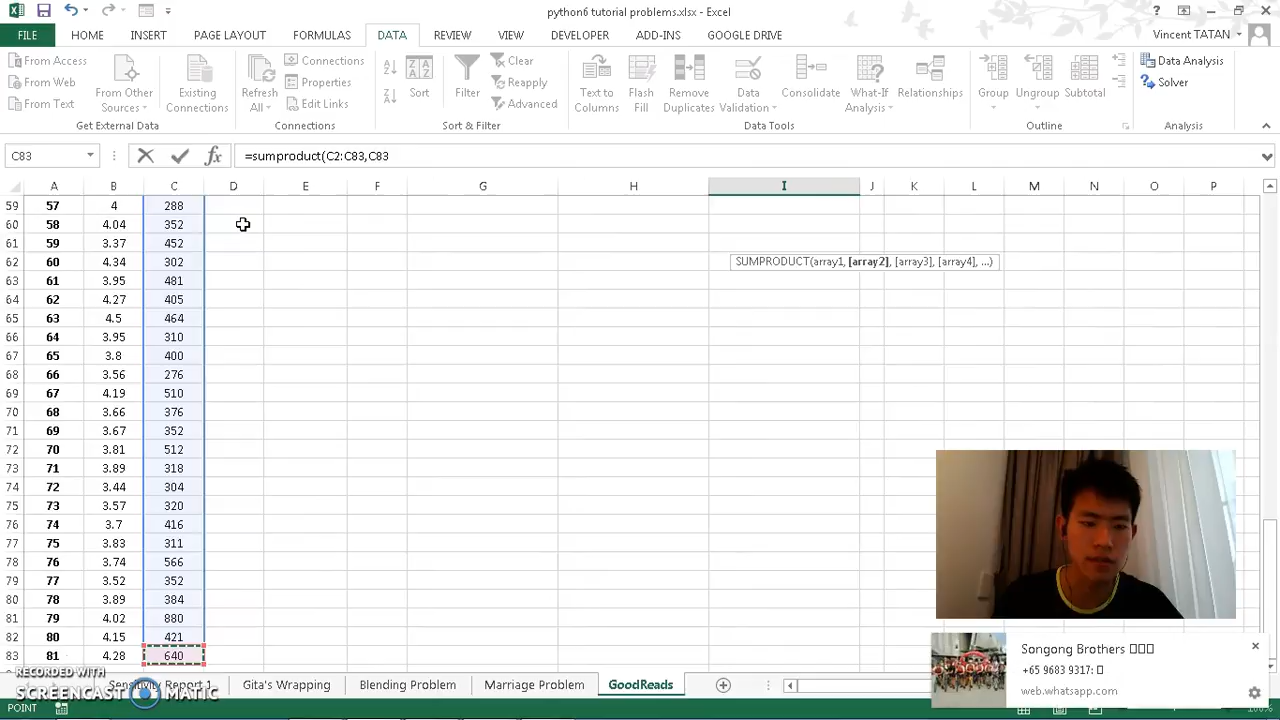 python id tutorial problems.xlsx - Excel
FILE HOME INSERT PAGE LAYOUT FORMULAS DATA REVIEW VIEW DEVELOPER ADD-INS GOOGLE DRIVE Vincent TATAN
From Access
From Web
From Text
From Other Sources
Existing Connections
Get External Data
Refresh All
Connections
Properties
Edit Links
Connections
Sort
Filter
Clear
Reapply
Advanced
Sort & Filter
Text to Columns
Flash Fill
Remove Duplicates
Data Validation
Consolidate
What-If Analysis
Relationships
Data Tools
Group
Ungroup
Subtotal
Outline
Data Analysis
Solver
Analysis
C83 fx =sumproduct(C2:C83,C83
A B C D E F G H I J K L M N O P
59 57 4 288
60 58 4.04 352
61 59 3.37 452
62 60 4.34 302
SUMPRODUCT(array1, [array2], [array3], [array4], ...)
63 61 3.95 481
64 62 4.27 405
65 63 4.5 464
66 64 3.95 310
67 65 3.8 400
68 66 3.56 276
69 67 4.19 510
70 68 3.66 376
71 69 3.67 352
72 70 3.81 512
73 71 3.89 318
74 72 3.44 304
75 73 3.57 320
76 74 3.7 416
77 75 3.83 311
78 76 3.74 566
79 77 3.52 352
80 78 3.89 384
81 79 4.02 880
82 80 4.15 421
83 81 4.28 640
Songong Brothers
+65 9683 9317:
web.whatsapp.com
RECORDED WITH
SCREENCAST MATIC
Sensitivity Report 1 Blending Problem Marriage Problem GoodReads
POINT